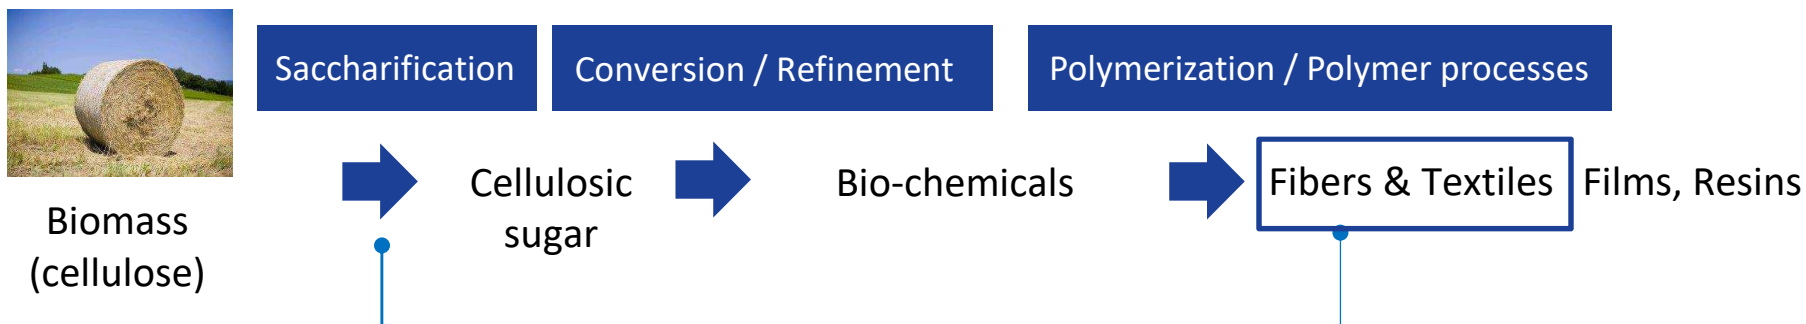 Saccharification
Conversion / Refinement
Polymerization / Polymer processes
Biomass
(cellulose)
Cellulosic
sugar
Bio-chemicals
Fibers & Textiles
Films, Resins